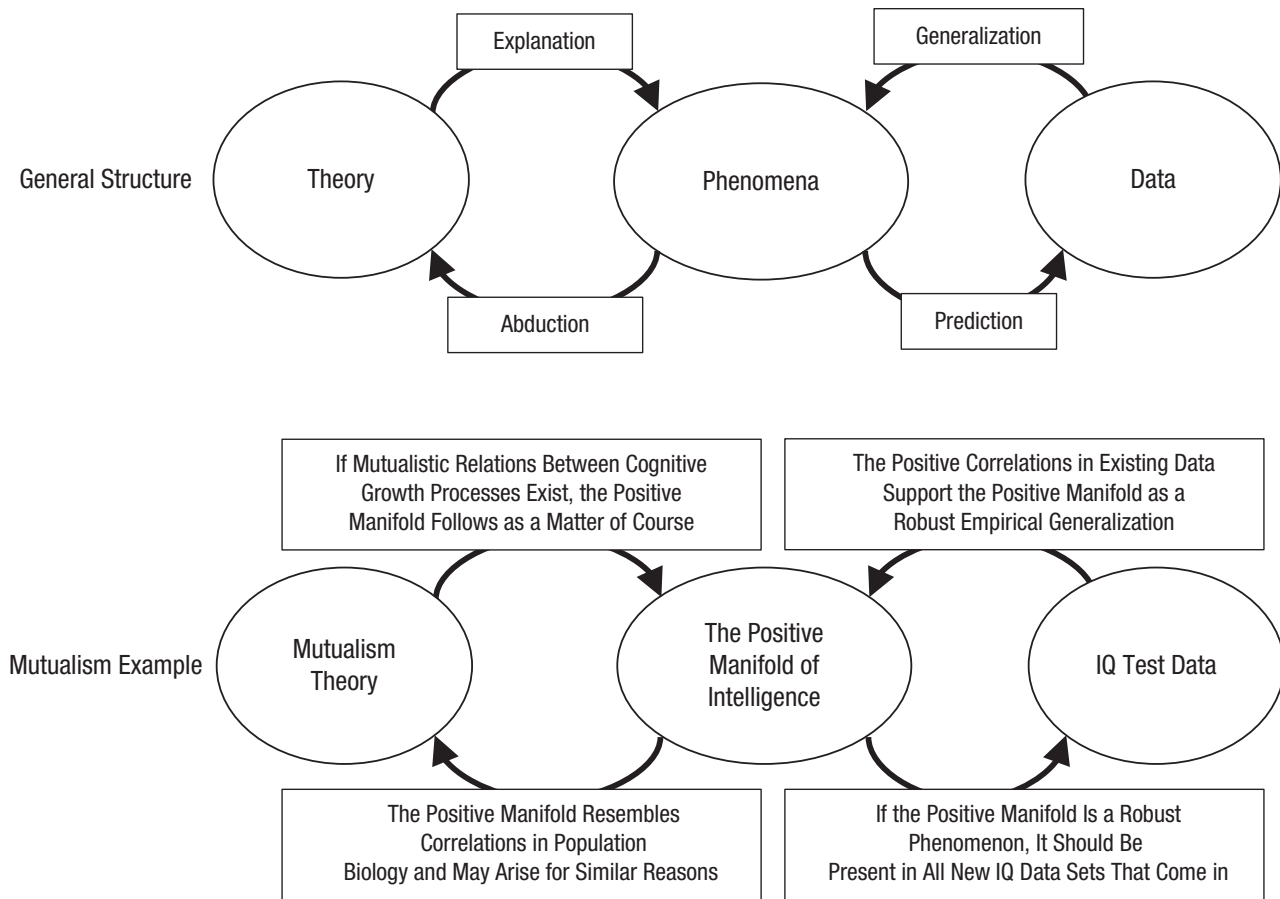 Explanation
Generalization
General Structure
Theory
Phenomena
Data
Abduction
Prediction
If Mutualistic Relations Between Cognitive
Growth Processes Exist, the Positive
Manifold Follows as a Matter of Course
The Positive Correlations in Existing Data
Support the Positive Manifold as a
Robust Empirical Generalization
Mutualism Example
Mutualism
Theory
The Positive
Manifold of
Intelligence
IQ Test Data
The Positive Manifold Resembles
Correlations in Population
Biology and May Arise for Similar Reasons
If the Positive Manifold Is a Robust
Phenomenon, It Should Be
Present in All New IQ Data Sets That Come in